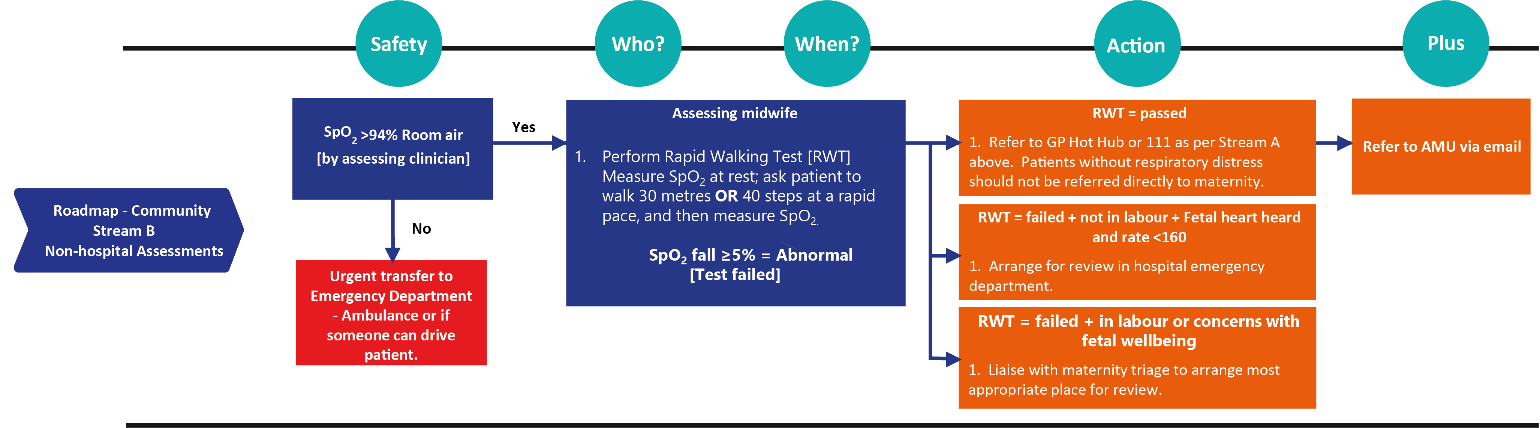 Safety
Who?
When?
Action
Plus
Roadmap - Community
Stream B
Non-hospital Assessments
SpO₂ >94% Room air
[by assessing clinician]
Yes
No
Urgent transfer to
Emergency Department
- Ambulance or if
someone can drive
patient.
Assessing midwife
1. Perform Rapid Walking Test [RWT]
Measure SpO₂ at rest; ask patient to
walk 30 metres OR 40 steps at a rapid
pace, and then measure SpO₂.
SpO₂ fall ≥5% = Abnormal
[Test failed]
RWT = passed
1. Refer to GP Hot Hub or 111 as per Stream A
above. Patients without respiratory distress
should not be referred directly to maternity.
RWT = failed + not in labour + Fetal heart heard
and rate <160
1. Arrange for review in hospital emergency
department.
RWT = failed + in labour or concerns with
fetal wellbeing
1. Liaise with maternity triage to arrange most
appropriate place for review.
Refer to AMU via email